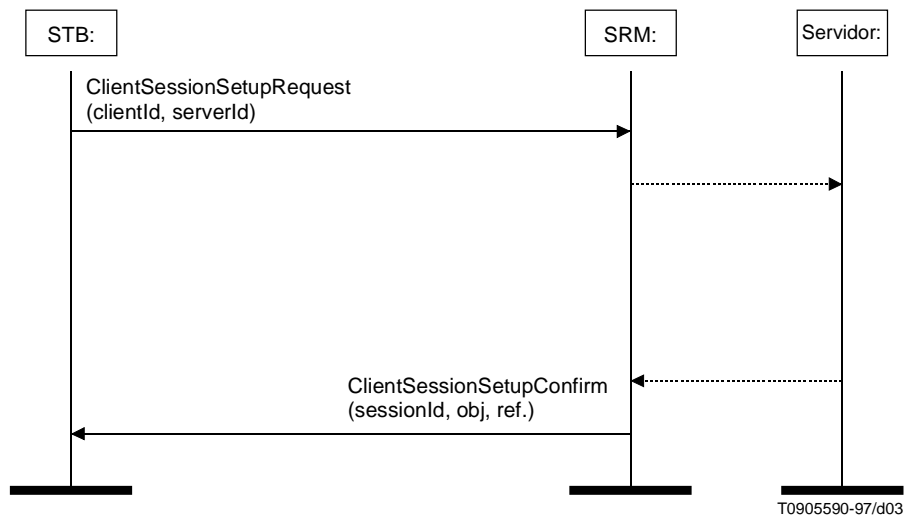 STB:
SRM:
Servidor:
ClientSessionSetupRequest
(clientId, serverId)
ClientSessionSetupConfirm
(sessionId, obj, ref.)
T0905590-97/d03